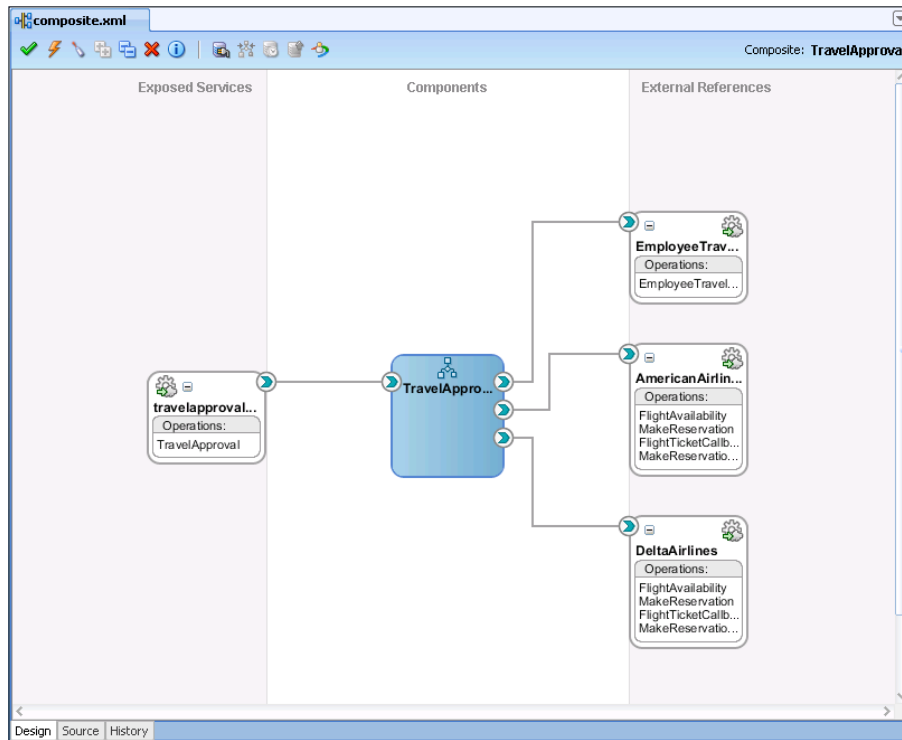 composite.xml
Composite: TravelApprova
Exposed Services
Components
External References
EmployeeTrav...
Operations:
EmployeeTravel...
travelapproval...
Operations:
TravelApproval
TravelAppro...
AmericanAirlin...
Operations:
FlightAvailability
MakeReservation
FlightTicketCallb...
MakeReservatio...
DeltaAirlines
Operations:
FlightAvailability
MakeReservation
FlightTicketCallb...
MakeReservatio...
Design Source History